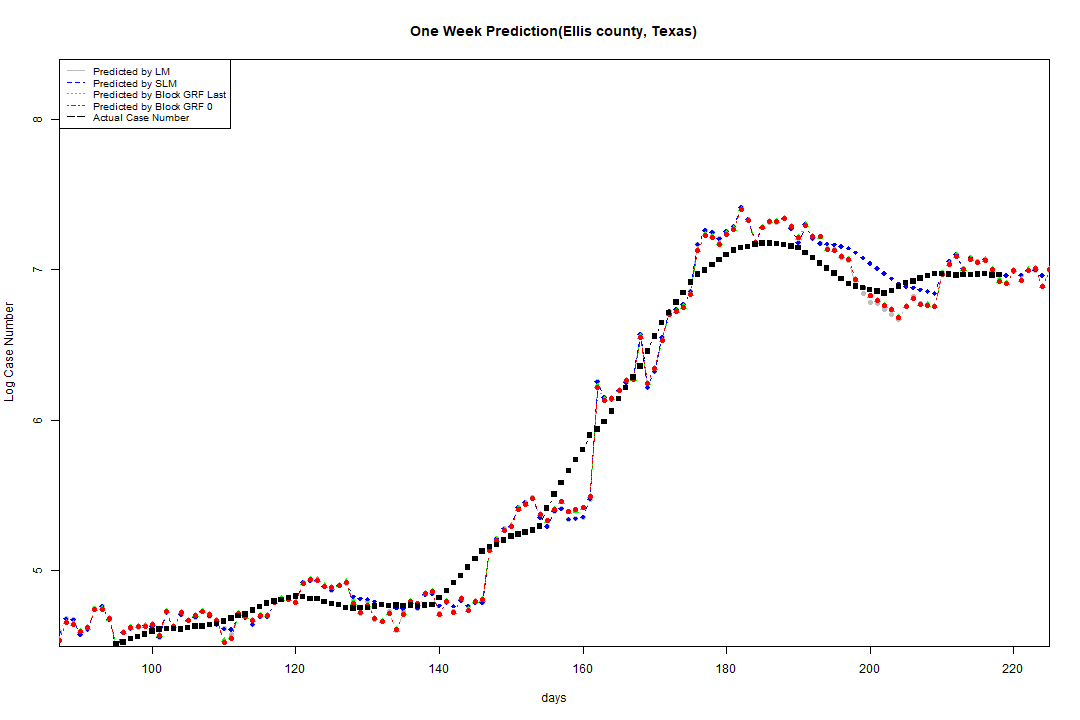 One Week Prediction(Ellis county, Texas)
Predicted by LM
Predicted by SLM
Predicted by Block GRF Last
Predicted by Block GRF 0
Actual Case Number
8
7
6
5
Log Case Number
100 120 140 160 180 200 220
days